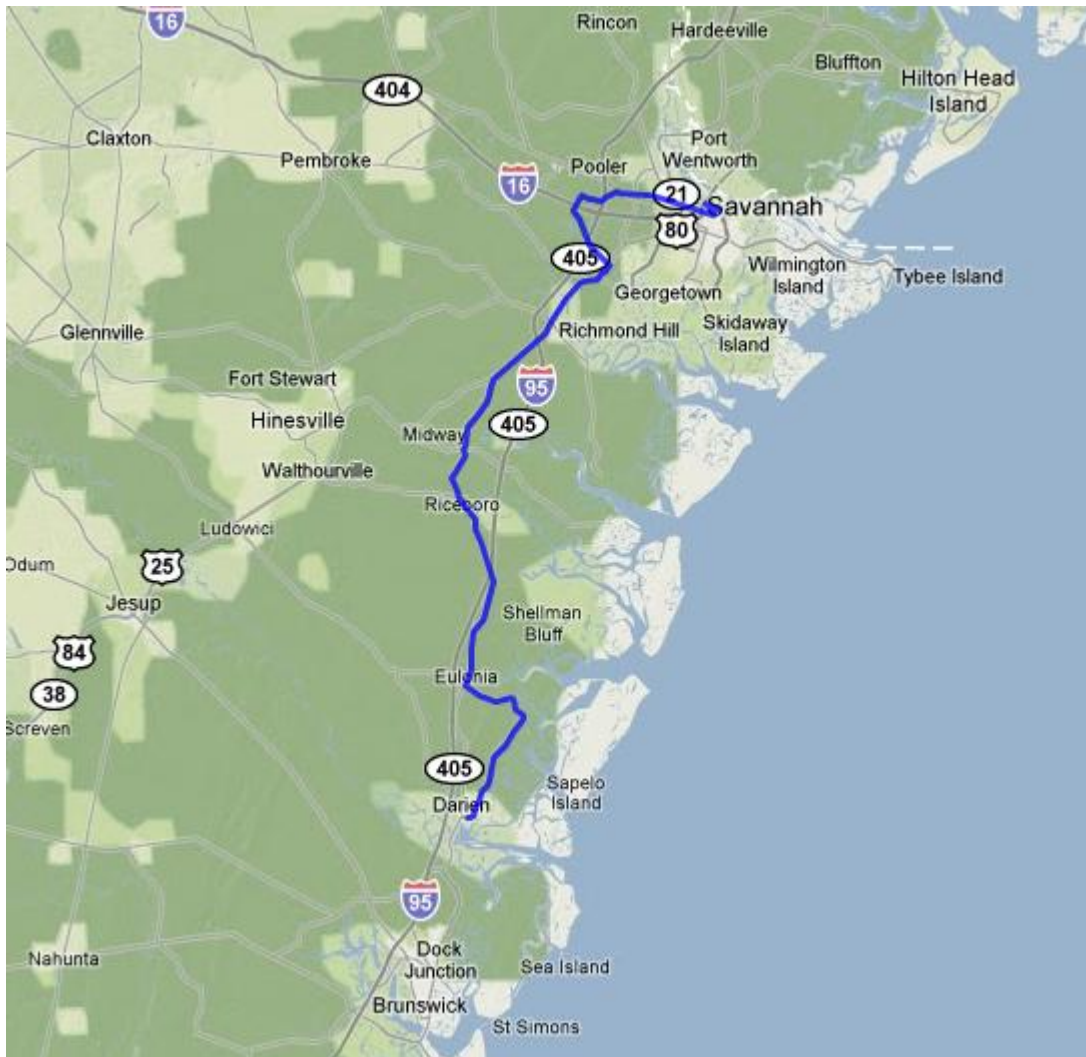 16
Rincon
Hardeeville
Bluffton
404
Hilton Head
Island
Claxton
Pembroke
Port
Wentworth
Pooler
16
21
Savannah
80
405
Wilmington
Island
Tybee Island
Georgetown
Glennville
Richmond Hill
Skidaway
Island
Fort Stewart
95
Hinesville
405
Midway
Walthourville
Riceboro
Ludowici
Odum
25
Jesup
Shellman
Bluff
84
Eulonia
38
Screven
405
Sapelo
Island
Darien
95
Dock
Junction
Nahunta
Sea Island
Brunswick
St Simons